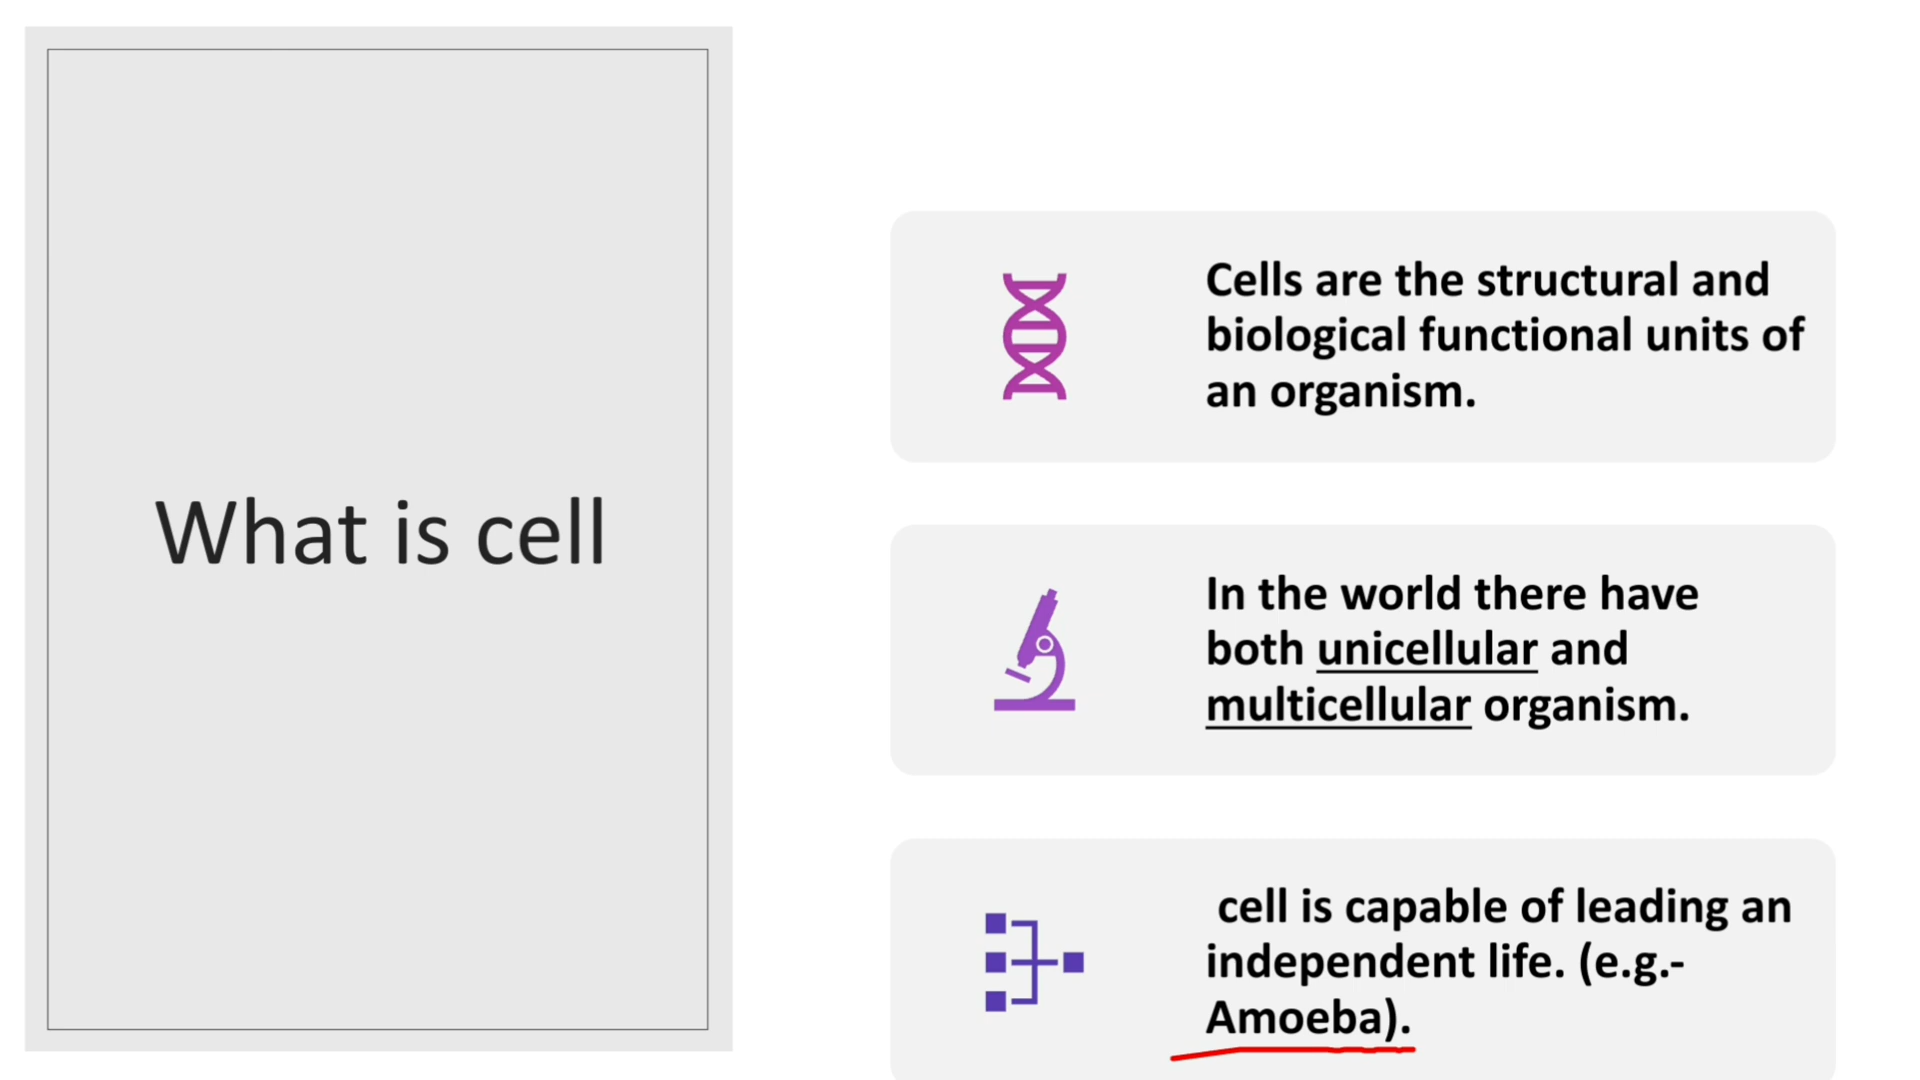 What is cell
Cells are the structural and
biological functional units of
an organism.
In the world there have
both unicellular and
multicellular organism.
cell is capable of leading an
independent life. (e.g.-
Amoeba).